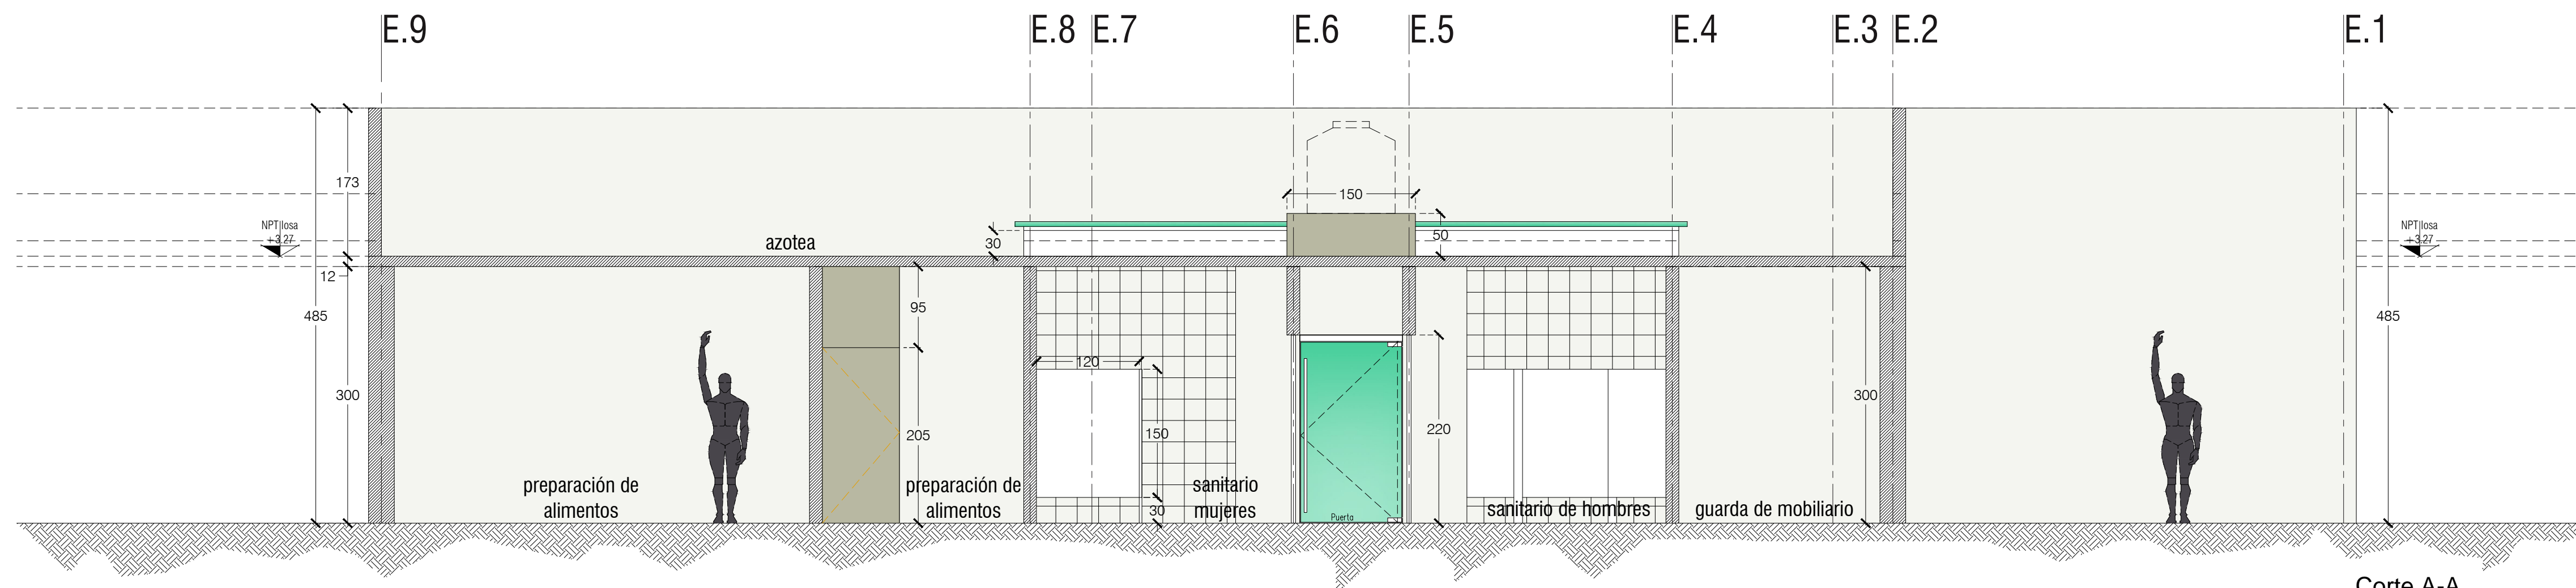 E.9
E.8
E.7
E.6
E.5
E.4
E.3
E.2
E.1
173
150
NPT losa
+3.27
NPT losa
+3.27
azotea
30
50
12
95
485
485
120
300
300
205
150
220
preparación de
alimentos
preparación de
alimentos
sanitario
mujeres
30
Puerta
sanitario de hombres
guarda de mobiliario
Corte A-A